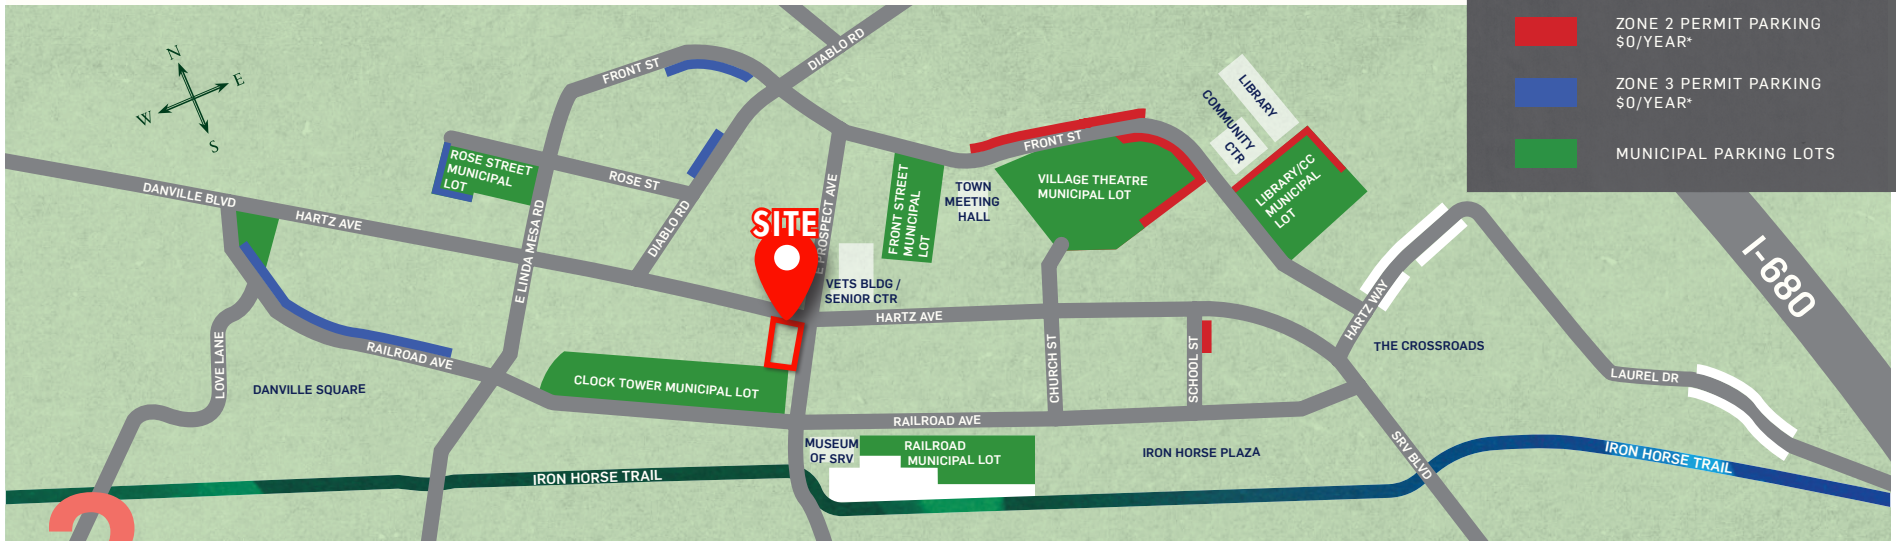 ZONE 2 PERMIT PARKING
$0/YEAR*
ZONE 3 PERMIT PARKING
$0/YEAR*
MUNICIPAL PARKING LOTS
N
E
W
S
FRONT ST
DIABLO RD
LIBRARY
COMMUNITY
CTR
FRONT ST
ROSE STREET
MUNICIPAL
LOT
ROSE ST
DANVILLE BLVD
HARTZ AVE
E LINDA MESA RD
DIABLO RD
SITE
E PROSPECT AVE
FRONT STREET
MUNICIPAL
LOT
TOWN
MEETING
HALL
VILLAGE THEATRE
MUNICIPAL LOT
LIBRARY/CC
MUNICIPAL
LOT
I-680
VETS BLDG /
SENIOR CTR
HARTZ AVE
HARTZ WAY
THE CROSSROADS
LAUREL DR
LOVE LANE
RAILROAD AVE
DANVILLE SQUARE
CLOCK TOWER MUNICIPAL LOT
CHURCH ST
SCHOOL ST
RAILROAD AVE
MUSEUM
OF SRV
RAILROAD
MUNICIPAL LOT
IRON HORSE PLAZA
SRV BLVD
IRON HORSE TRAIL
IRON HORSE TRAIL